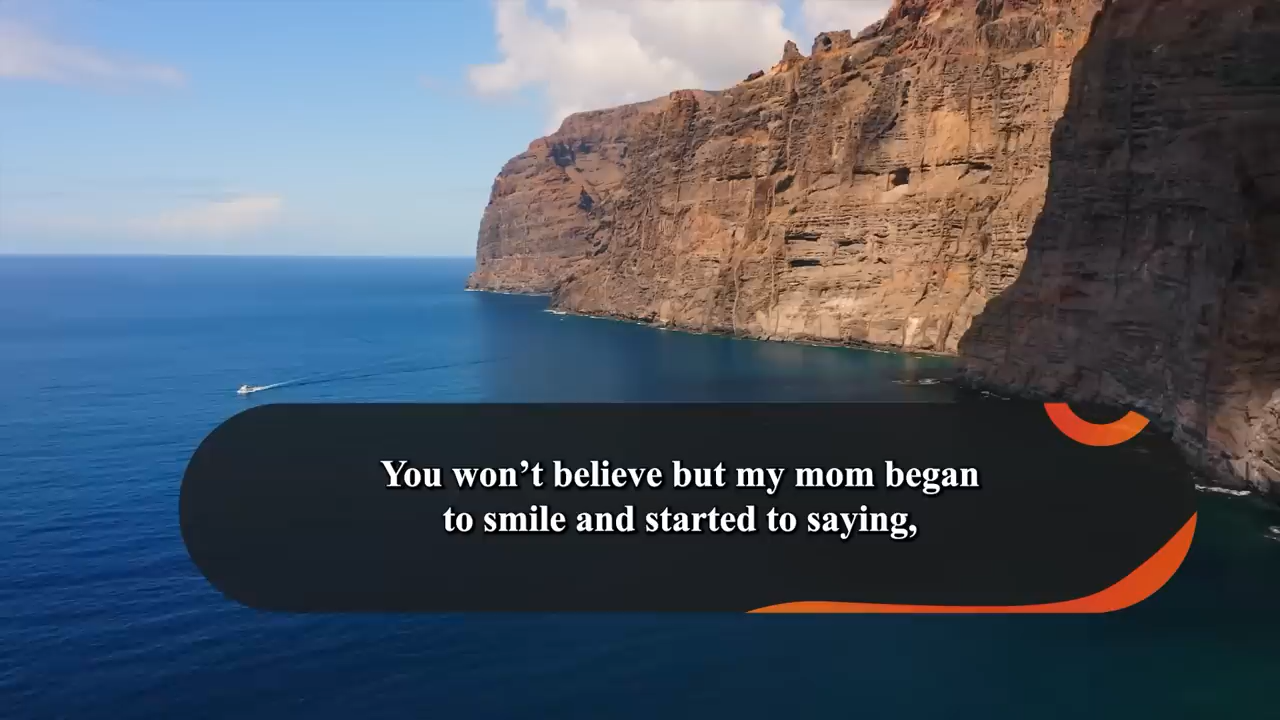 You won’t believe but my mom began
to smile and started to saying,